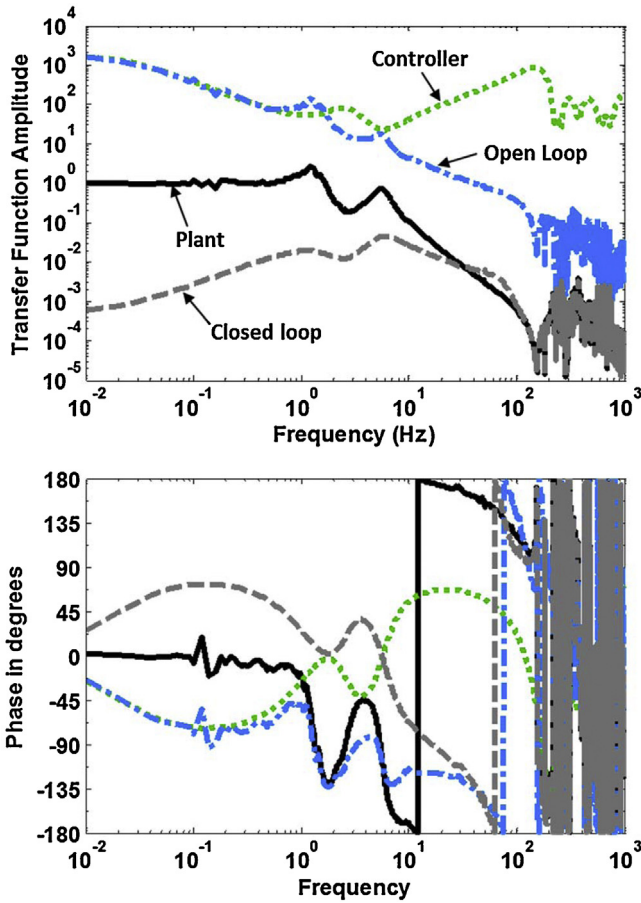 Transfer Function Amplitude
10^4
10^3
10^2
10^1
10^0
10^-1
10^-2
10^-3
10^-4
10^-5
Controller
Open Loop
Plant
Closed loop
10^-2 10^-1 10^0 10^1 10^2 10^3
Frequency (Hz)
Phase in degrees
180
135
90
45
0
-45
-90
-135
-180
10^-2 10^-1 10^0 10^1 10^2 10^3
Frequency